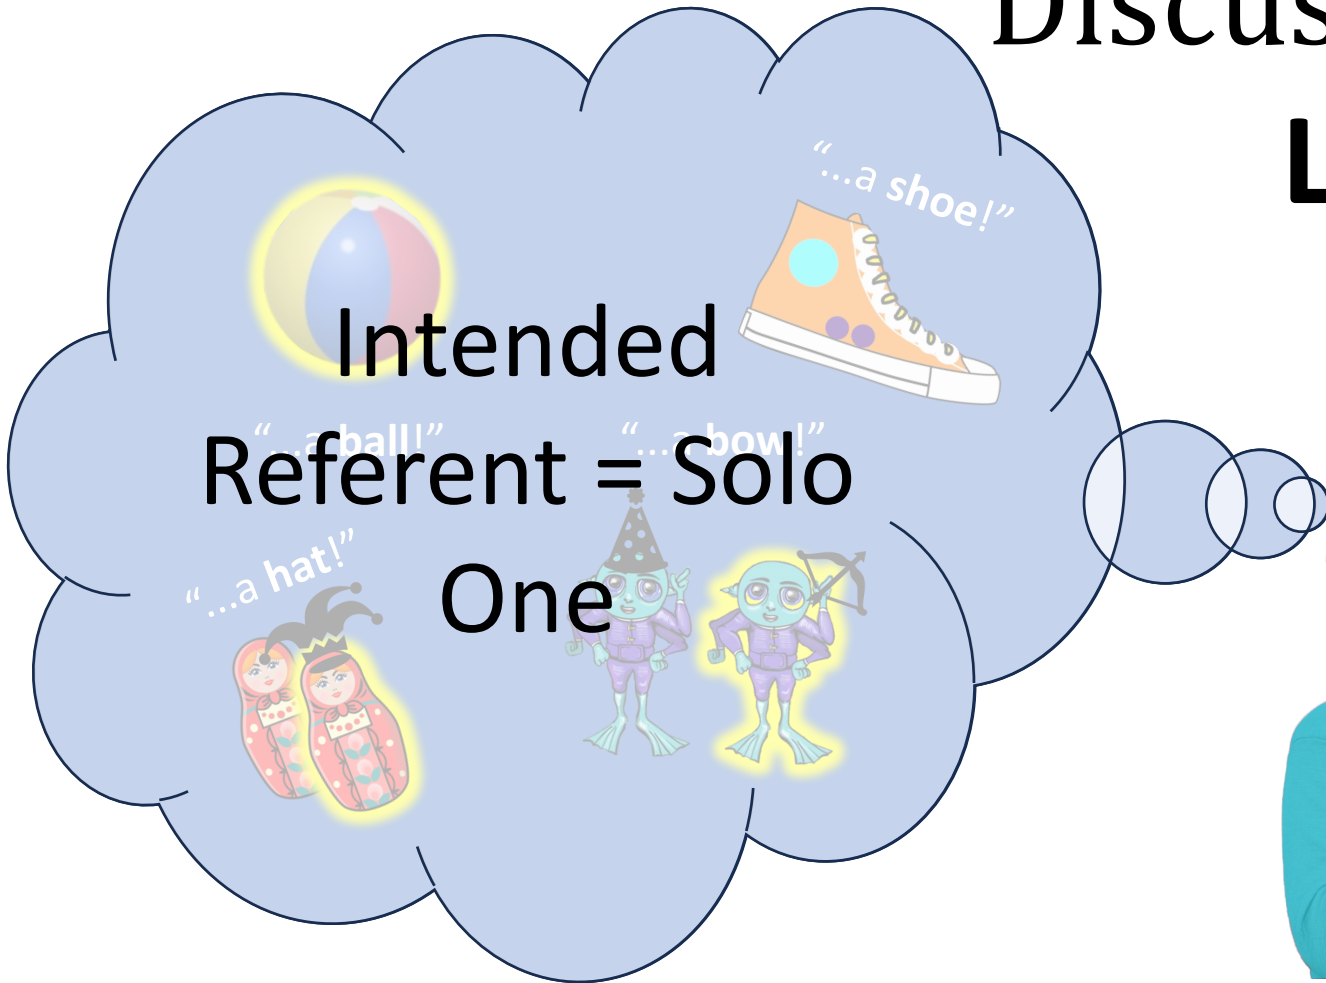 Discus
L
“...a shoe!”
Intended
“...a ball!”
“...a bow!”
Referent = Solo
“...a hat!”
One